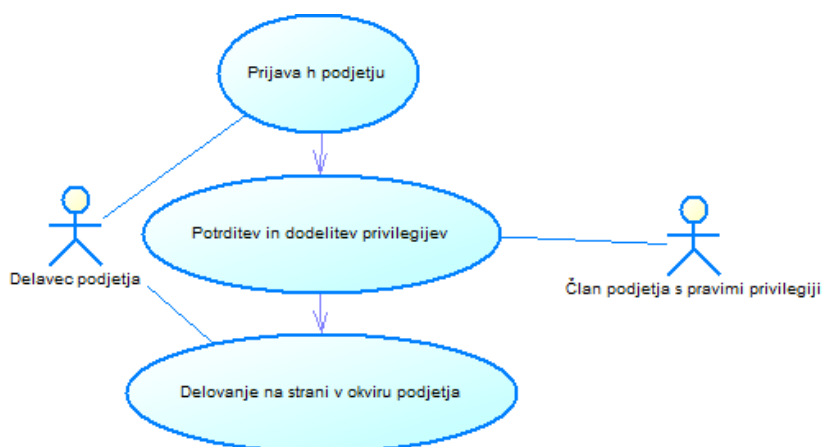 Prijava h podjetju
Potrditev in dodelitev privilegijev
Delavec podjetja
Član podjetja s pravimi privilegiji
Delovanje na strani v okviru podjetja